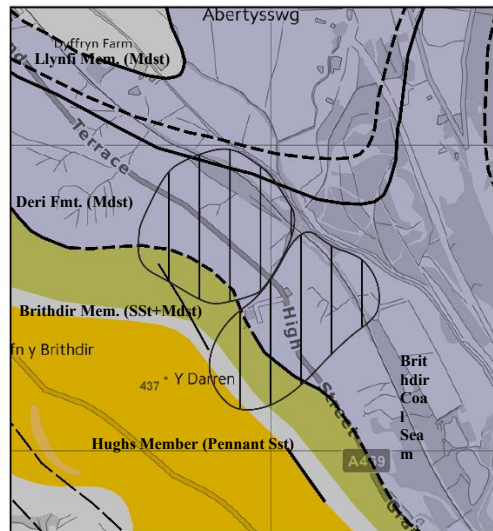 Abertysswg
Dyffryn Farm
Llynfi Mem. (Mdst)
Terrace
Deri Fmt. (Mdst)
Brithdir Mem. (SSt+Mdst)
High Street
fn y Brithdir
437 Y Darren
Brit
hdir
Coa
l
Sea
m
Hughs Member (Pennant Sst)
A469